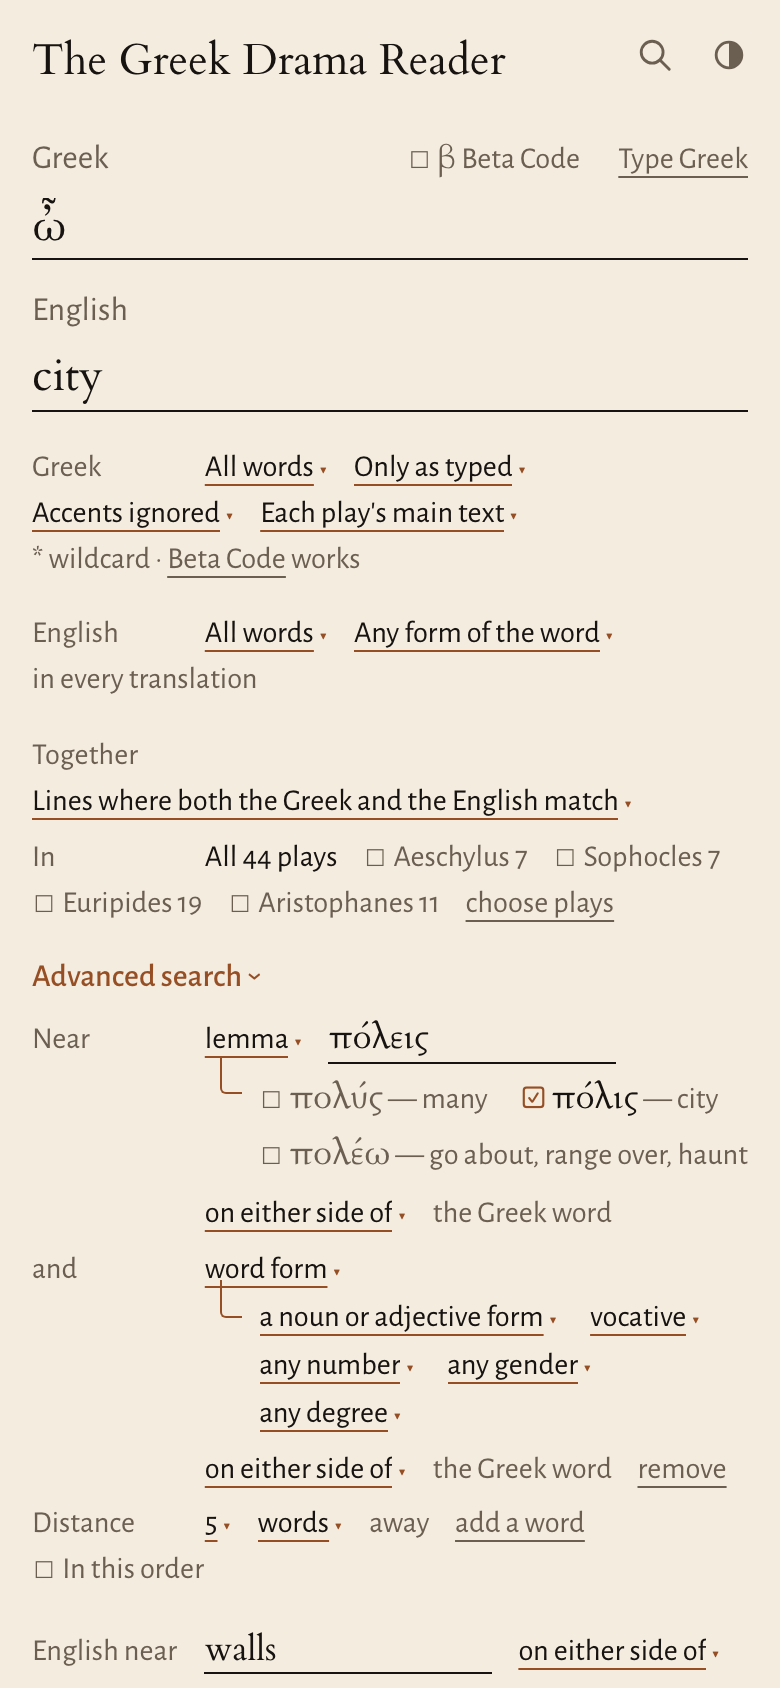 The Greek Drama Reader
Greek ☐ β Beta Code Type Greek
ὦ
English
city
Greek All words ▾ Only as typed ▾
Accents ignored ▾ Each play's main text ▾
* wildcard · Beta Code works
English All words ▾ Any form of the word ▾
in every translation
Together
Lines where both the Greek and the English match ▾
In All 44 plays ☐ Aeschylus 7 ☐ Sophocles 7
☐ Euripides 19 ☐ Aristophanes 11 choose plays
Advanced search
Near lemma ▾ πόλεις
☐ πολύς — many ☑ πόλις — city
☐ πολέω — go about, range over, haunt
on either side of ▾ the Greek word
and word form ▾
a noun or adjective form ▾ vocative ▾
any number ▾ any gender ▾
any degree ▾
on either side of ▾ the Greek word remove
Distance 5 ▾ words ▾ away add a word
☐ In this order
English near walls on either side of ▾